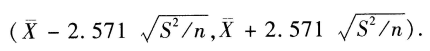 (X̄ − 2.571 √S²/n, X̄ + 2.571 √S²/n).